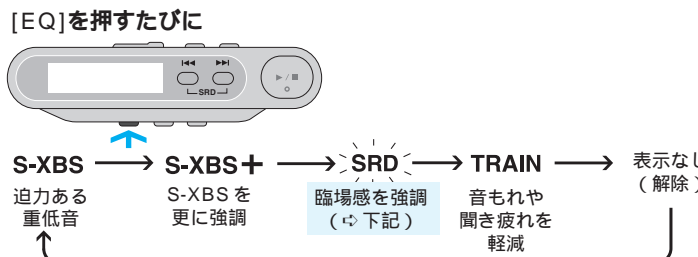 [EQ]を押すたびに
SRD
S-XBS
S-XBS+
SRD
TRAIN
表示なし
(解除)
迫力ある
重低音
S-XBSを
更に強調
臨場感を強調
(⇨下記)
音もれや
聞き疲れを
軽減